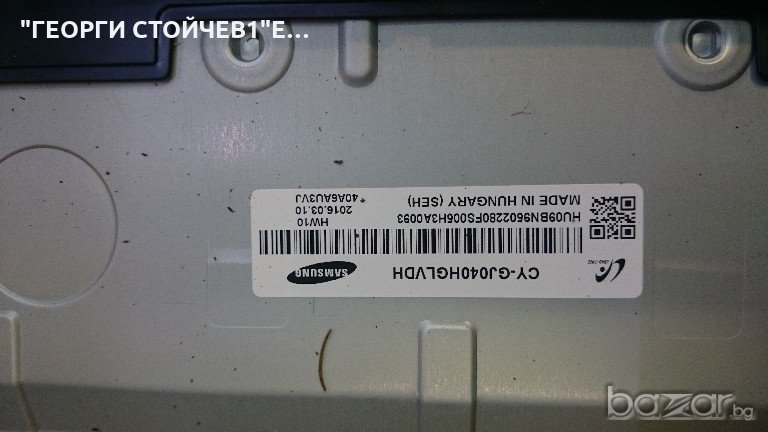 "ГЕОРГИ СТОЙЧЕВ1"Е...
CY-GJ040HGLVDH
SAMSUNG
HU09BN9602280FS006H3A0093
HW10
MADE IN HUNGARY (SEH)
2016.03.10
*40A6AU3VJ
bazar.bg